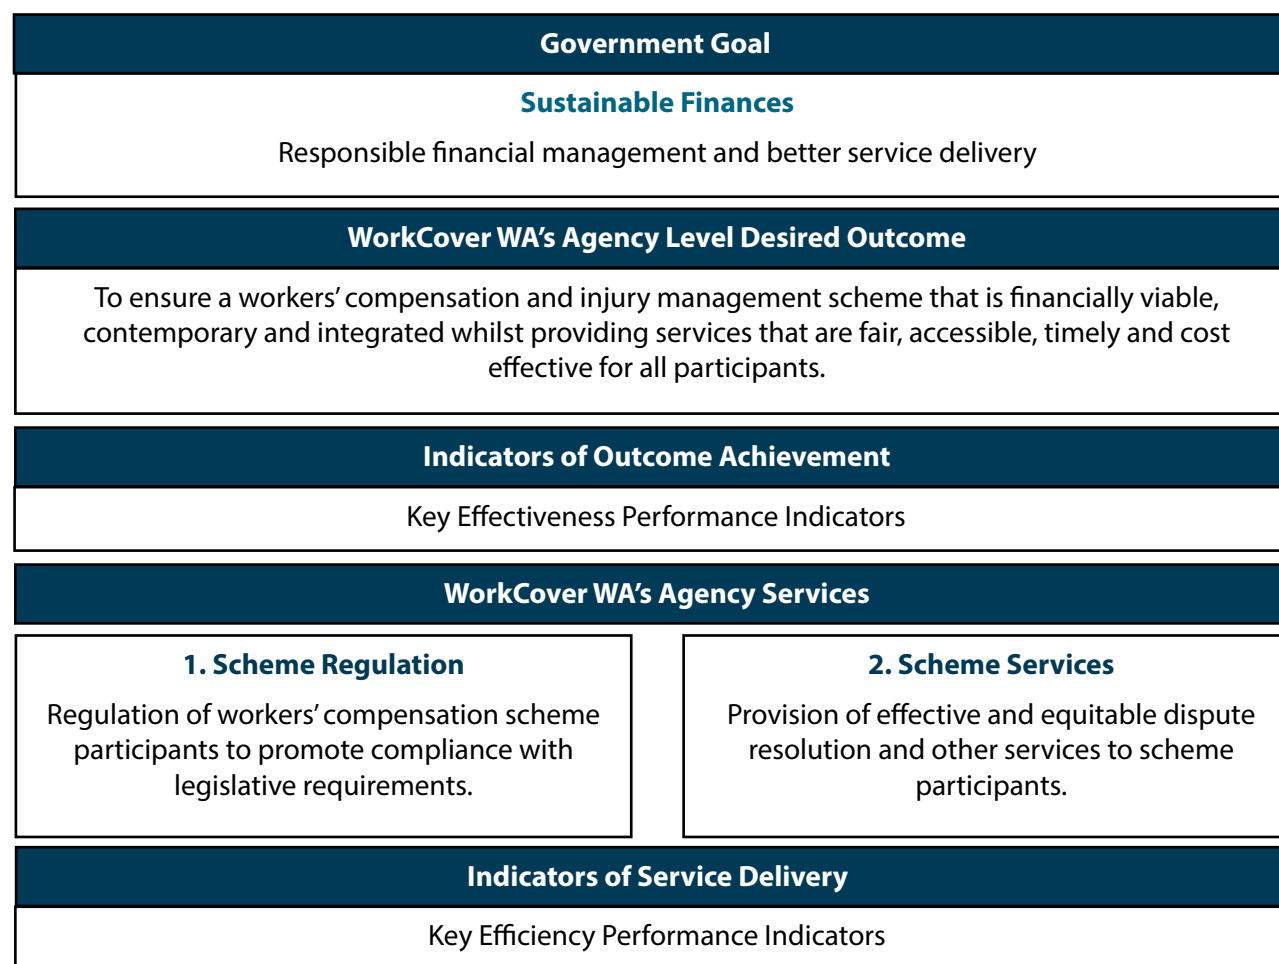 Government Goal
Sustainable Finances
Responsible financial management and better service delivery
WorkCover WA’s Agency Level Desired Outcome
To ensure a workers’ compensation and injury management scheme that is financially viable,
contemporary and integrated whilst providing services that are fair, accessible, timely and cost
effective for all participants.
Indicators of Outcome Achievement
Key Effectiveness Performance Indicators
WorkCover WA’s Agency Services
1. Scheme Regulation
Regulation of workers’ compensation scheme
participants to promote compliance with
legislative requirements.
2. Scheme Services
Provision of effective and equitable dispute
resolution and other services to scheme
participants.
Indicators of Service Delivery
Key Efficiency Performance Indicators